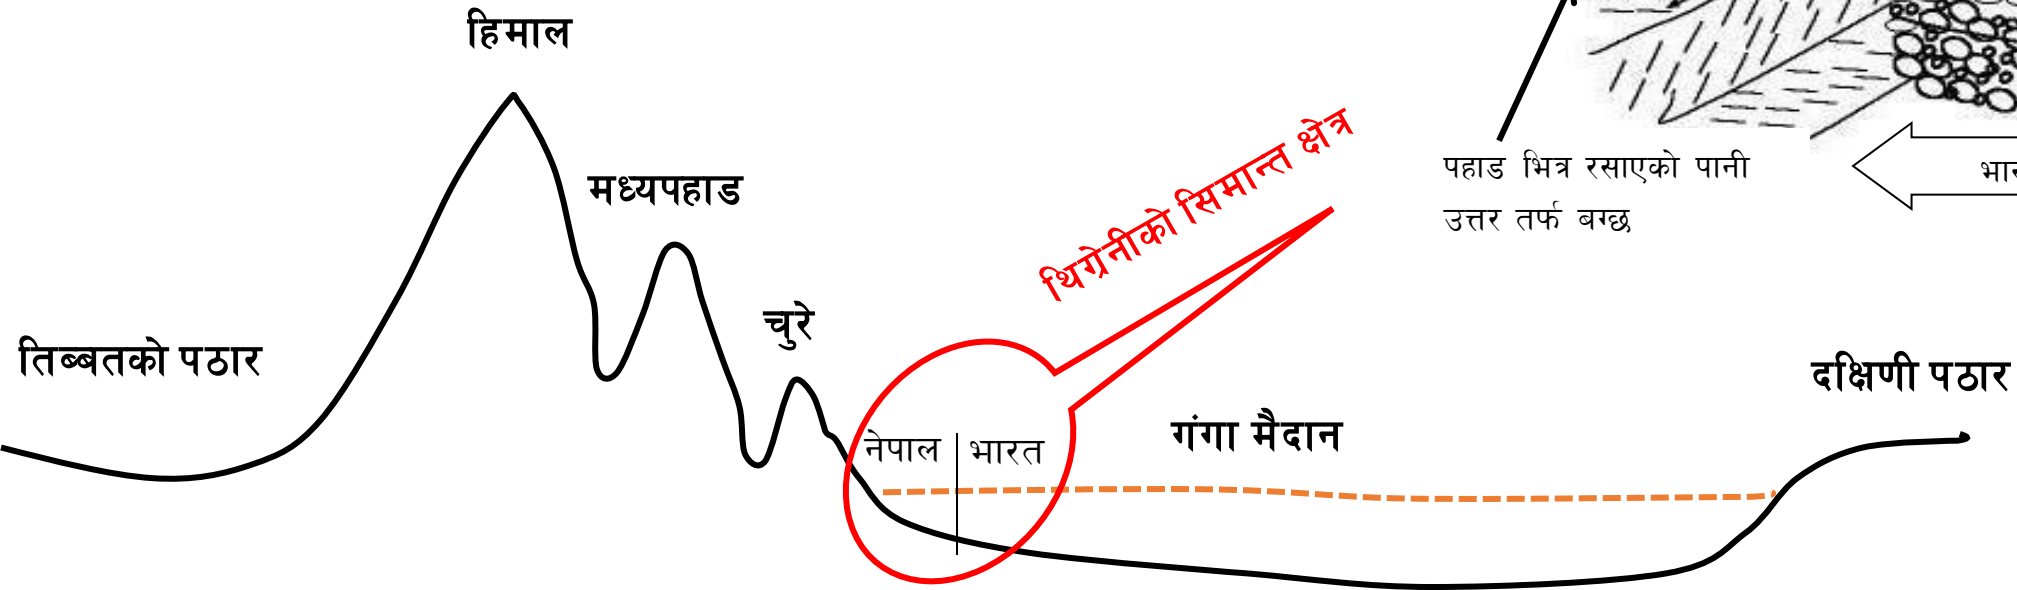 हिमाल
मध्यपहाड
चुरे
तिब्बतको पठार
थिग्रेनीको सिमान्त क्षेत्र
पहाड भित्र रसाएको पानी
उत्तर तर्फ बग्छ
नेपाल
भारत
गंगा मैदान
दक्षिणी पठार